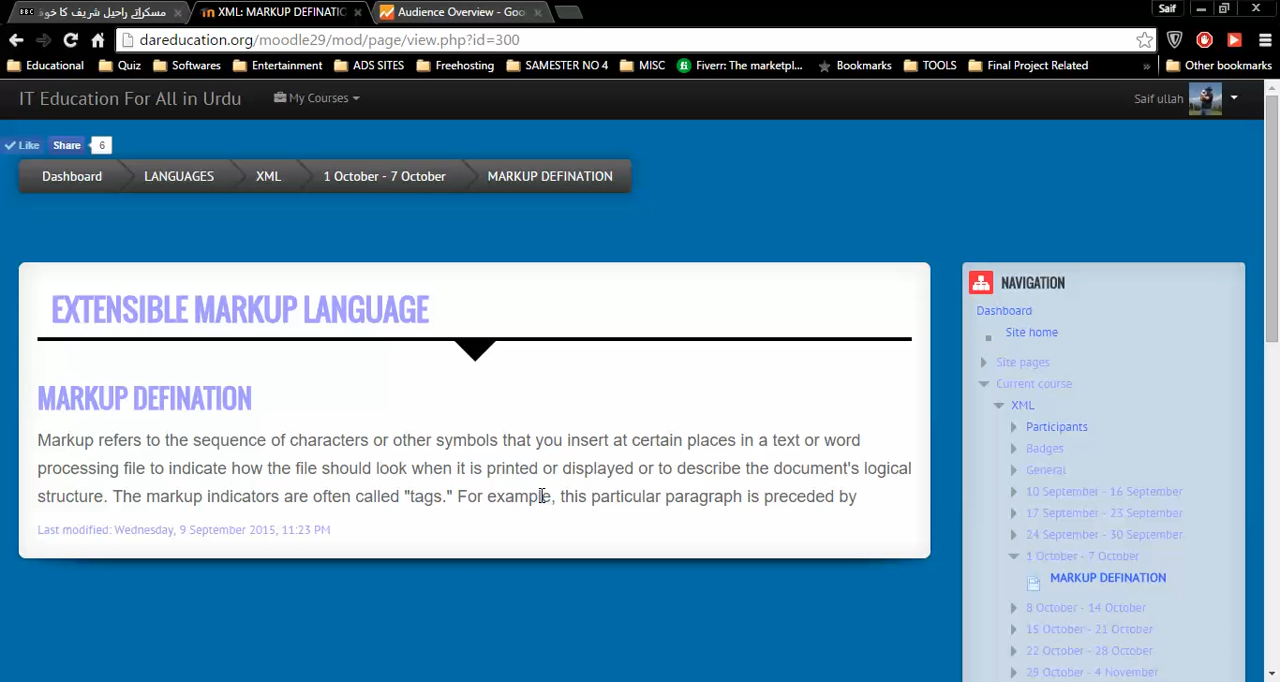 BBC مسکراتے راحیل شریف کا خوف
XML: MARKUP DEFINATIO
Audience Overview - Goo
Saif
dareducation.org/moodle29/mod/page/view.php?id=300
Educational
Quiz
Softwares
Entertainment
ADS SITES
Freehosting
SAMESTER NO 4
MISC
Fiverr: The marketpl...
Bookmarks
TOOLS
Final Project Related
»
Other bookmarks
IT Education For All in Urdu
My Courses
Saif ullah
Like
Share
6
Dashboard
LANGUAGES
XML
1 October - 7 October
MARKUP DEFINATION
EXTENSIBLE MARKUP LANGUAGE
MARKUP DEFINATION
Markup refers to the sequence of characters or other symbols that you insert at certain places in a text or word
processing file to indicate how the file should look when it is printed or displayed or to describe the document's logical
structure. The markup indicators are often called "tags." For example, this particular paragraph is preceded by
Last modified: Wednesday, 9 September 2015, 11:23 PM
NAVIGATION
Dashboard
Site home
Site pages
Current course
XML
Participants
Badges
General
10 September - 16 September
17 September - 23 September
24 September - 30 September
1 October - 7 October
MARKUP DEFINATION
8 October - 14 October
15 October - 21 October
22 October - 28 October
29 October - 4 November